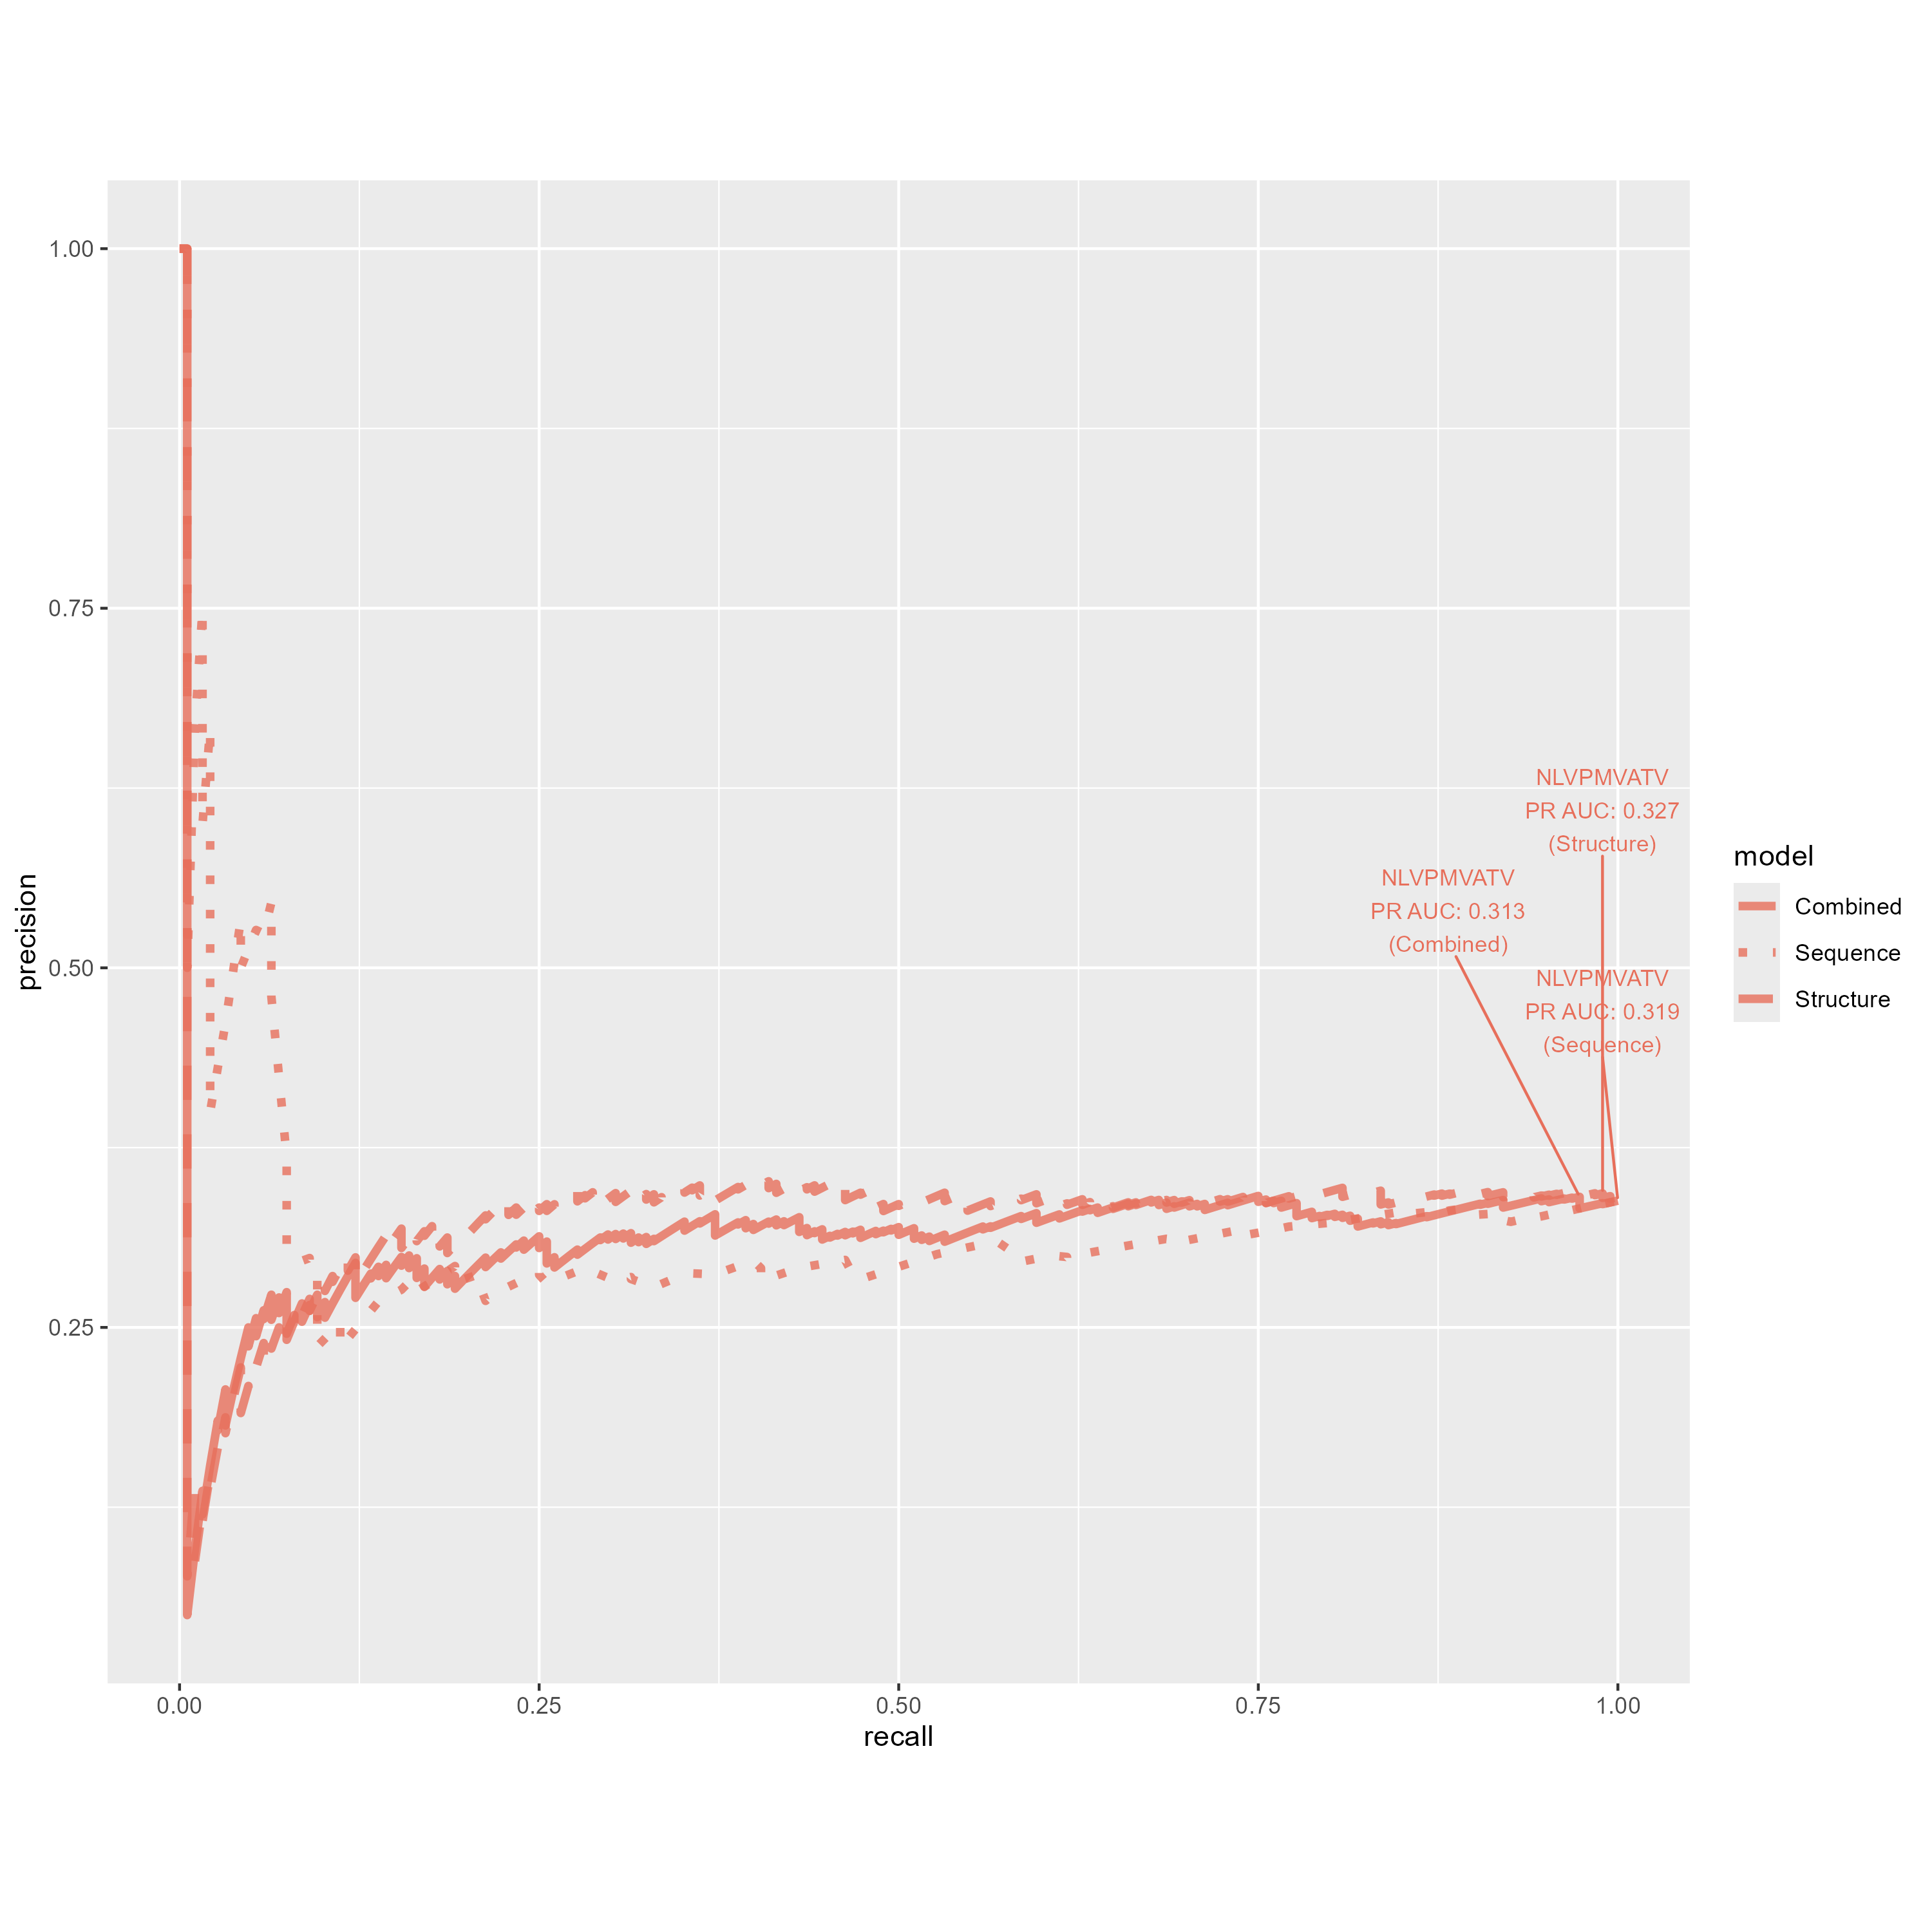 1.00
0.75
0.50
0.25
precision
0.00
0.25
0.50
0.75
1.00
recall
NLVPMVATV
PR AUC: 0.327
(Structure)
NLVPMVATV
PR AUC: 0.313
(Combined)
NLVPMVATV
PR AUC: 0.319
(Sequence)
model
Combined
Sequence
Structure